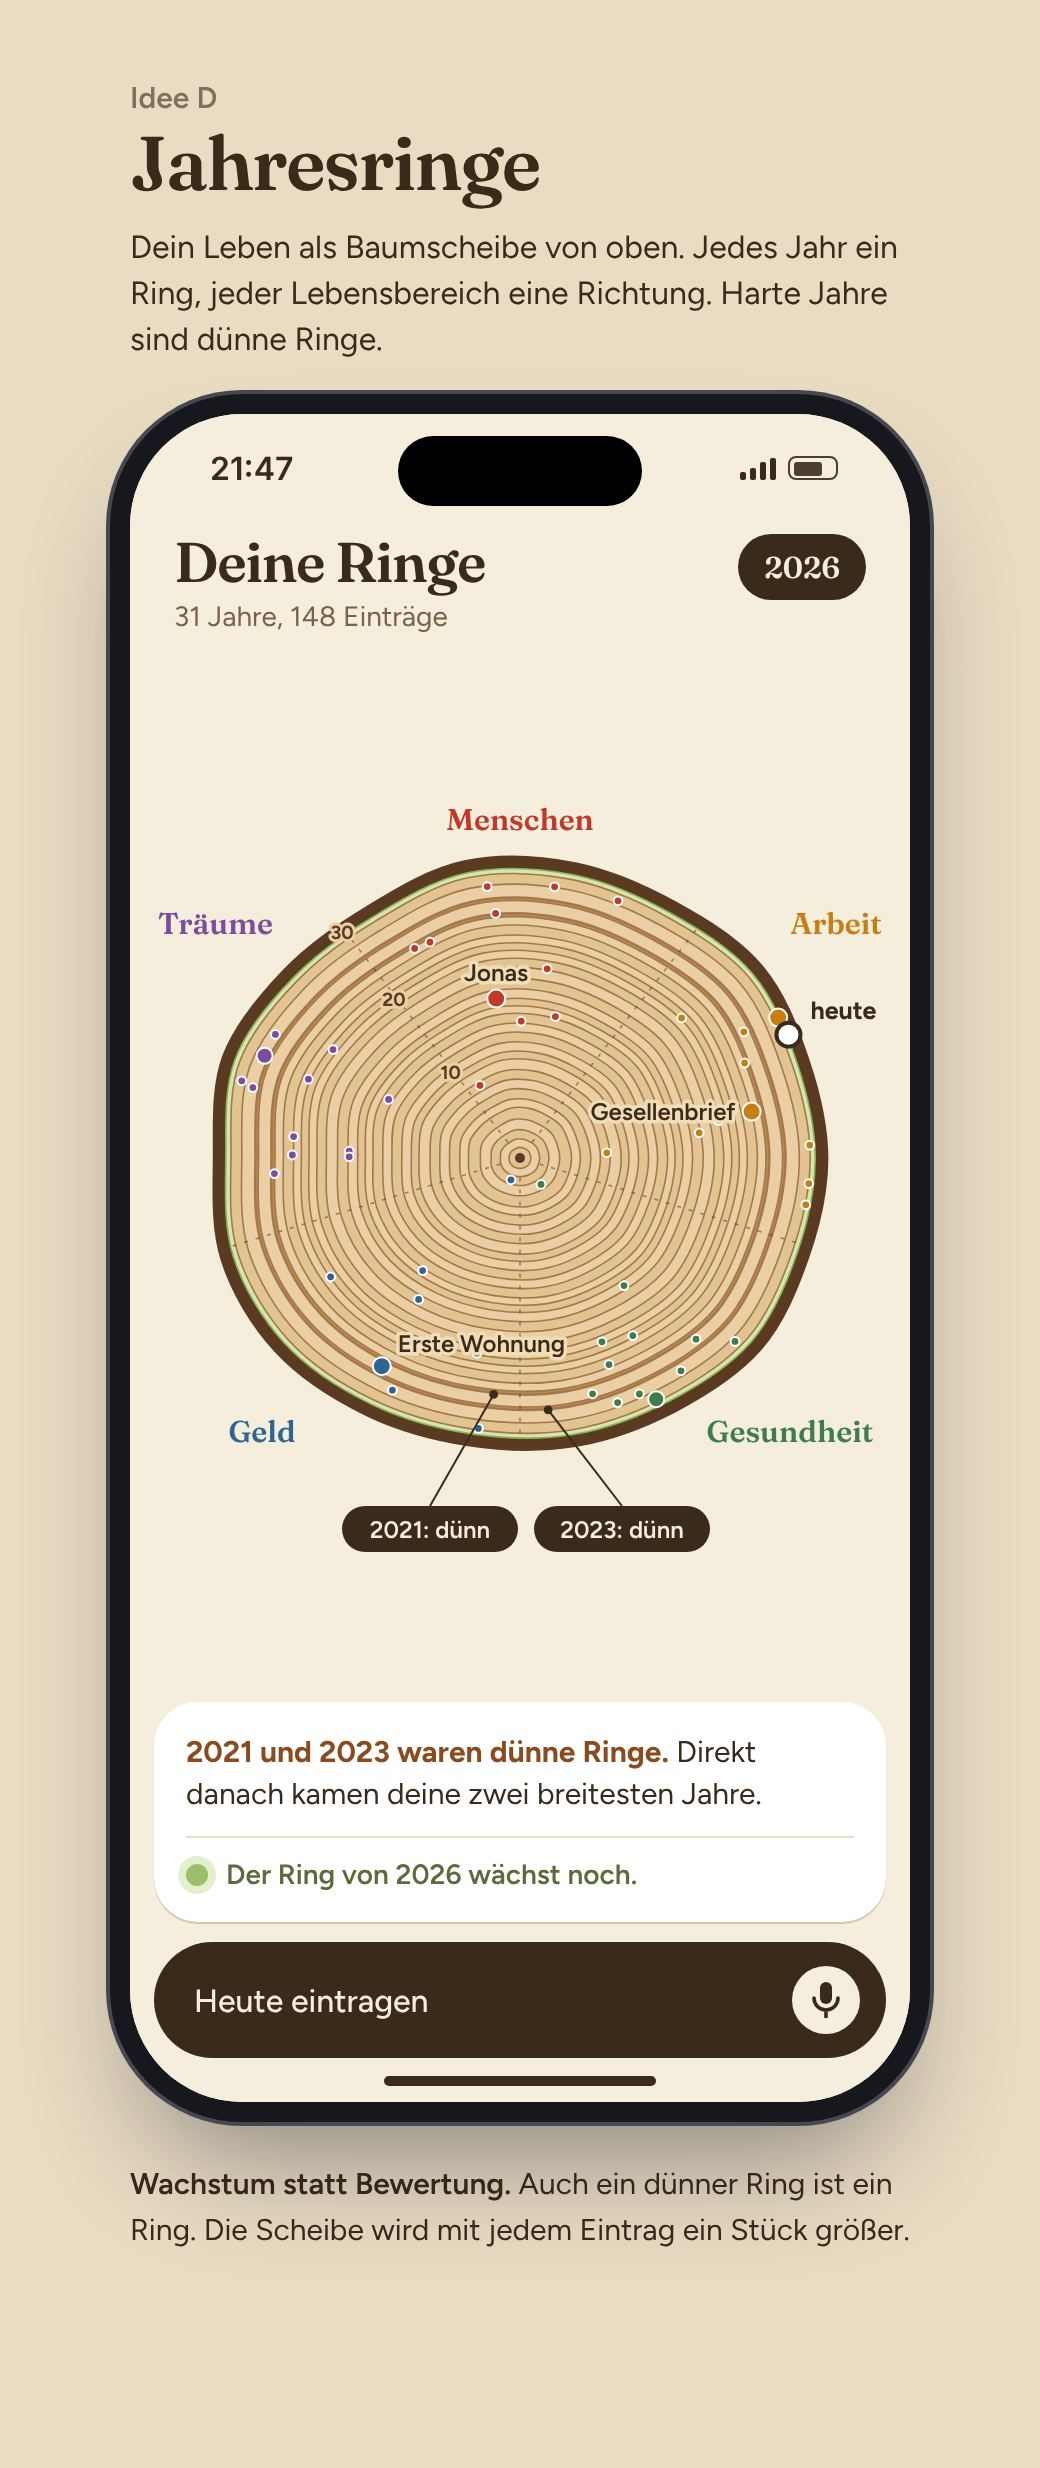 Idee D
Jahresringe
Dein Leben als Baumscheibe von oben. Jedes Jahr ein
Ring, jeder Lebensbereich eine Richtung. Harte Jahre
sind dünne Ringe.
21:47
Deine Ringe
2026
31 Jahre, 148 Einträge
Menschen
Träume
Arbeit
30
Jonas
20
heute
10
Gesellenbrief
Erste Wohnung
Geld
Gesundheit
2021: dünn
2023: dünn
2021 und 2023 waren dünne Ringe. Direkt
danach kamen deine zwei breitesten Jahre.
Der Ring von 2026 wächst noch.
Heute eintragen
Wachstum statt Bewertung. Auch ein dünner Ring ist ein
Ring. Die Scheibe wird mit jedem Eintrag ein Stück größer.